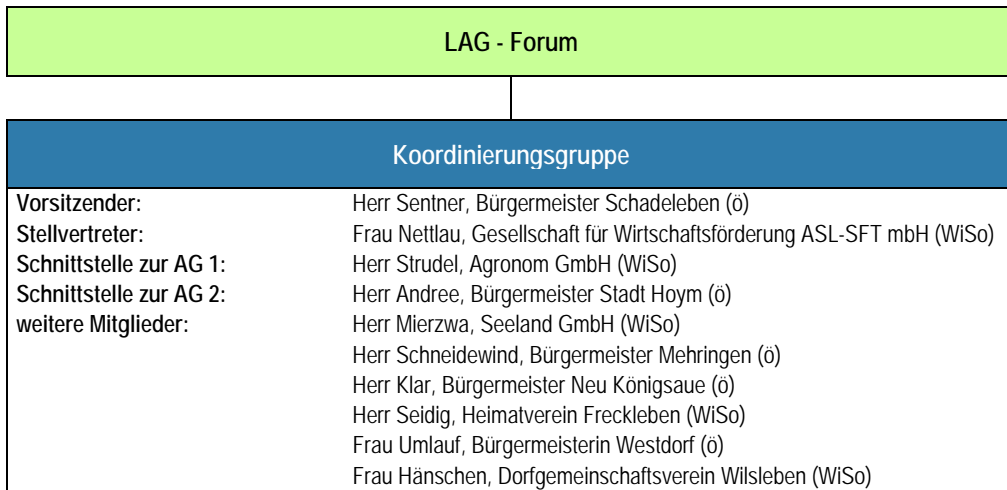 LAG - Forum
Koordinierungsgruppe
Vorsitzender: Herr Sentner, Bürgermeister Schadeleben (ö)
Stellvertreter: Frau Nettlau, Gesellschaft für Wirtschaftsförderung ASL-SFT mbH (WiSo)
Schnittstelle zur AG 1: Herr Strudel, Agronom GmbH (WiSo)
Schnittstelle zur AG 2: Herr Andree, Bürgermeister Stadt Hoym (ö)
weitere Mitglieder: Herr Mierzwa, Seeland GmbH (WiSo)
Herr Schneidewind, Bürgermeister Mehringen (ö)
Herr Klar, Bürgermeister Neu Königsaue (ö)
Herr Seidig, Heimatverein Freckleben (WiSo)
Frau Umlauf, Bürgermeisterin Westdorf (ö)
Frau Hänschen, Dorfgemeinschaftsverein Wilsleben (WiSo)